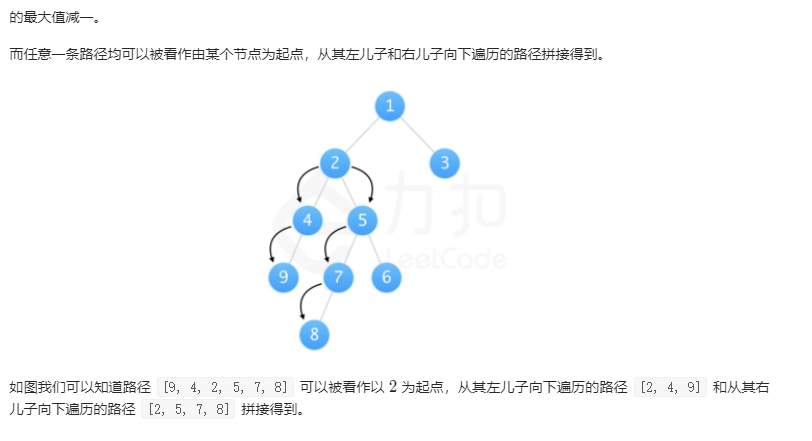 的最大值减一。
而任意一条路径均可以被看作由某个节点为起点，从其左儿子和右儿子向下遍历的路径拼接得到。
1
2
3
力扣
4
5
LeetCode
9
7
6
8
如图我们可以知道路径 [9, 4, 2, 5, 7, 8] 可以被看作以 2 为起点，从其左儿子向下遍历的路径 [2, 4, 9] 和从其右
儿子向下遍历的路径 [2, 5, 7, 8] 拼接得到。